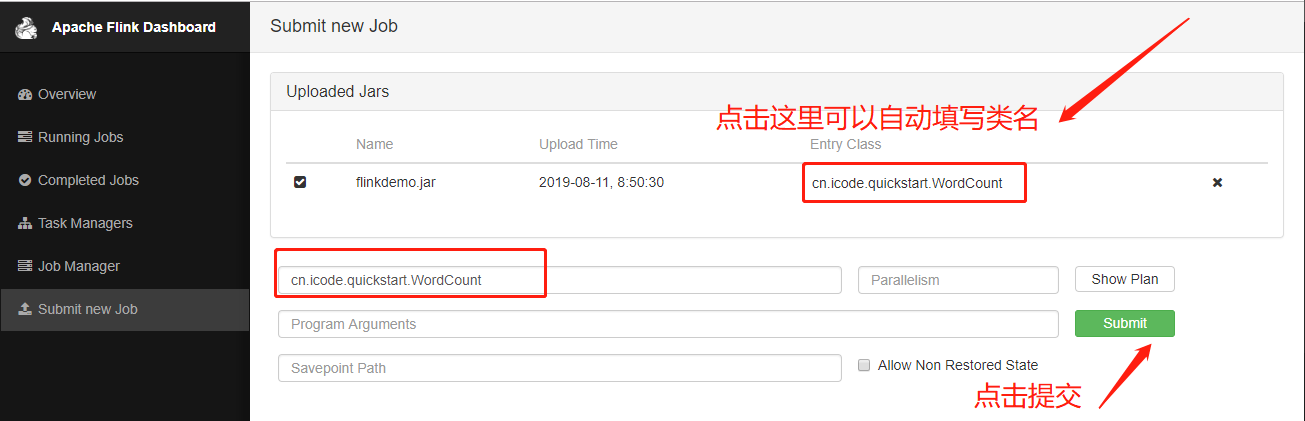 Apache Flink Dashboard
Submit new Job
Overview
Running Jobs
Completed Jobs
Task Managers
Job Manager
Submit new Job
Uploaded Jars
点击这里可以自动填写类名
Name Upload Time Entry Class
flinkdemo.jar 2019-08-11, 8:50:30 cn.icode.quickstart.WordCount
cn.icode.quickstart.WordCount Parallelism Show Plan
Program Arguments Submit
Savepoint Path Allow Non Restored State
点击提交